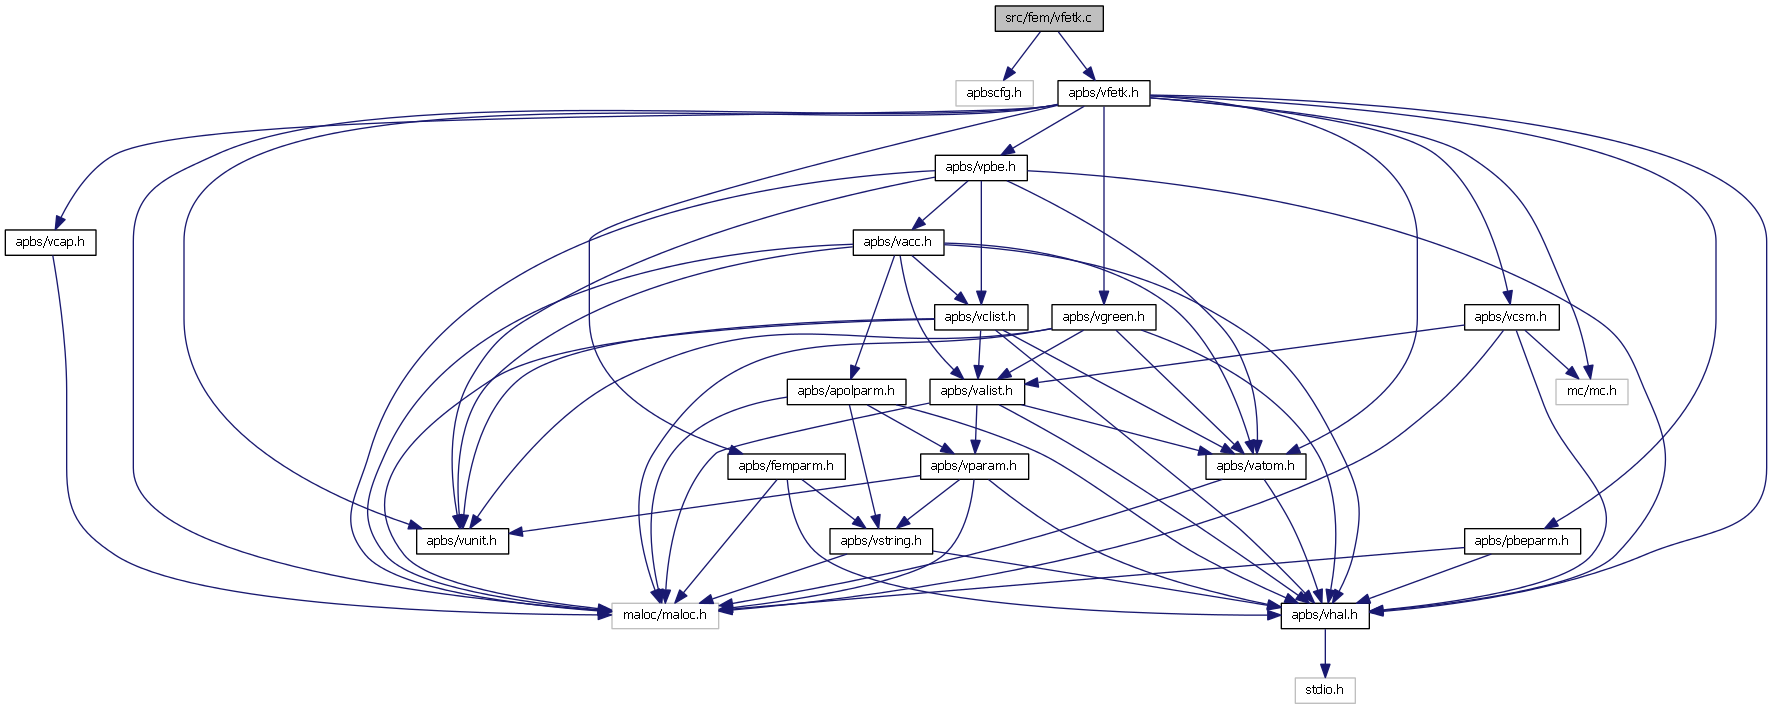 src/fem/vfetk.c
apbscfg.h
apbs/vfetk.h
apbs/vpbe.h
apbs/vcap.h
apbs/vacc.h
apbs/vclist.h
apbs/vgreen.h
apbs/vcsm.h
apbs/apolparm.h
apbs/valist.h
mc/mc.h
apbs/femparm.h
apbs/vparam.h
apbs/vatom.h
apbs/vunit.h
apbs/vstring.h
apbs/pbeparm.h
maloc/maloc.h
apbs/vhal.h
stdio.h